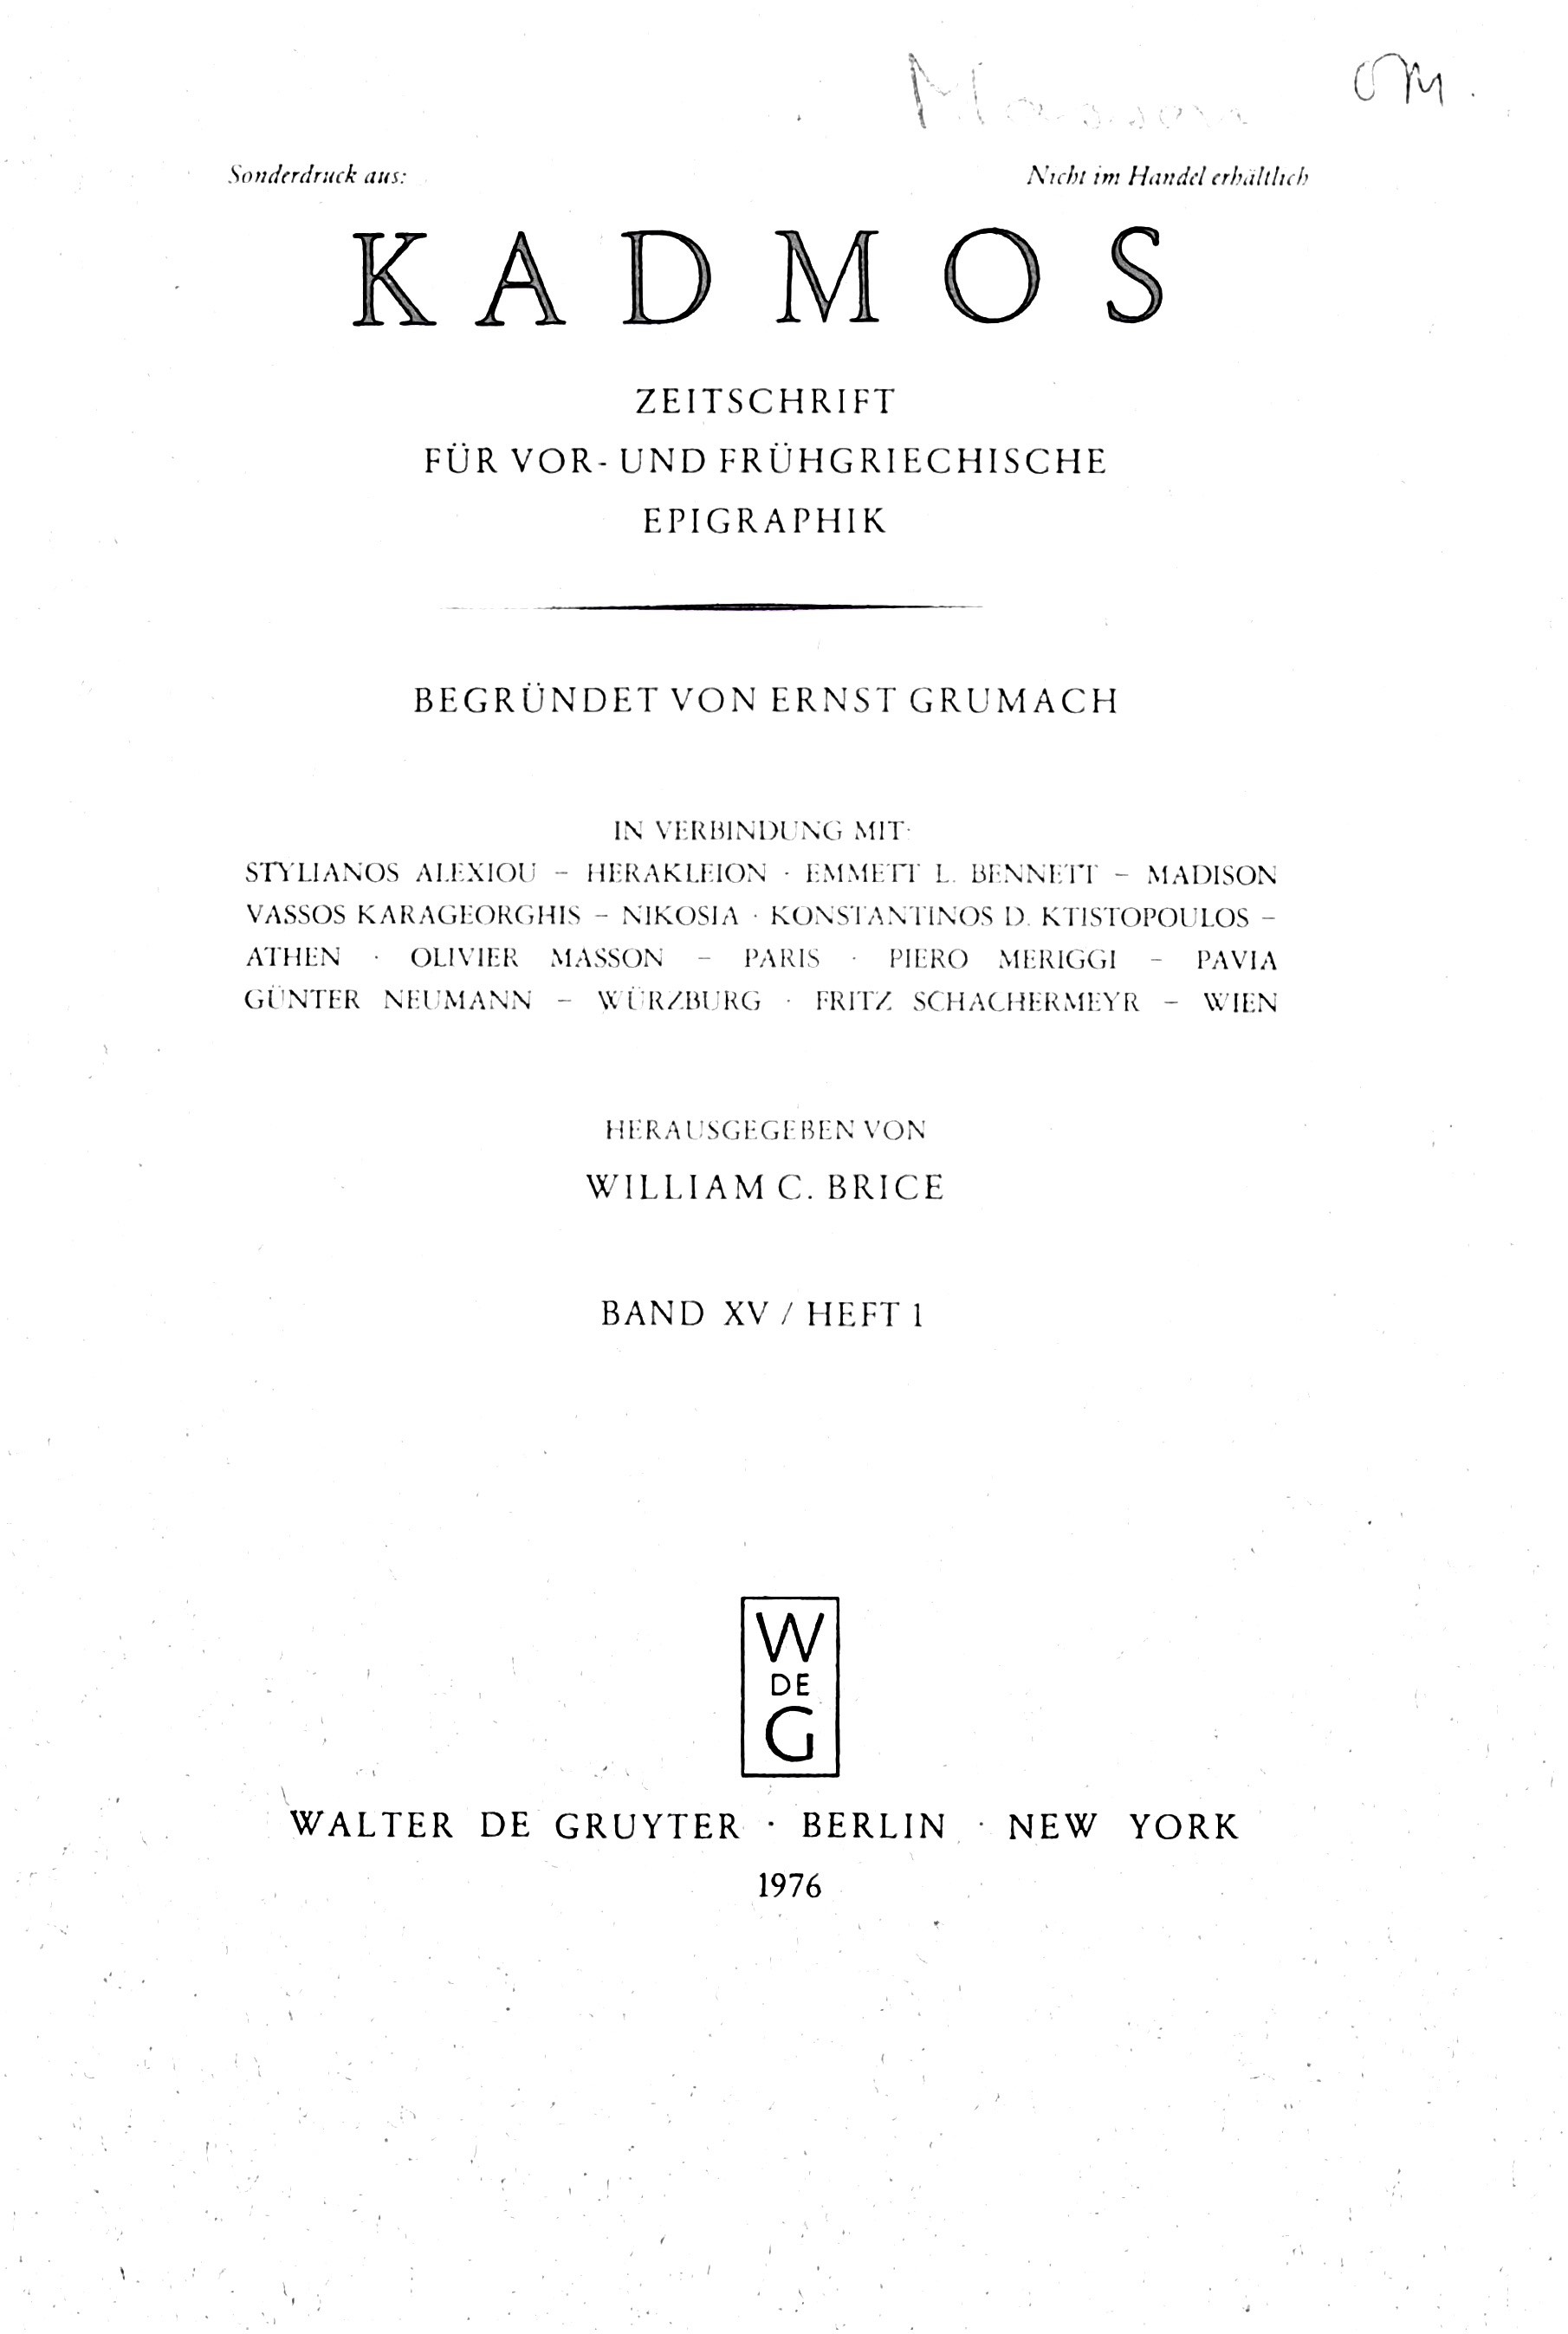 OM.
Sonderdruck aus:
Nicht im Handel erhältlich
KADMOS
ZEITSCHRIFT
FÜR VOR- UND FRÜHGRIECHISCHE
EPIGRAPHIK
BEGRÜNDET VON ERNST GRUMACH
IN VERBINDUNG MIT:
STYLIANOS ALEXIOU – HERAKLEION · EMMETT L. BENNETT – MADISON
VASSOS KARAGEORGHIS – NIKOSIA · KONSTANTINOS D. KTISTOPOULOS –
ATHEN · OLIVIER MASSON – PARIS · PIERO MERIGGI – PAVIA
GÜNTER NEUMANN – WÜRZBURG · FRITZ SCHACHERMEYR – WIEN
HERAUSGEGEBEN VON
WILLIAM C. BRICE
BAND XV / HEFT 1
W
DE
G
WALTER DE GRUYTER · BERLIN · NEW YORK
1976